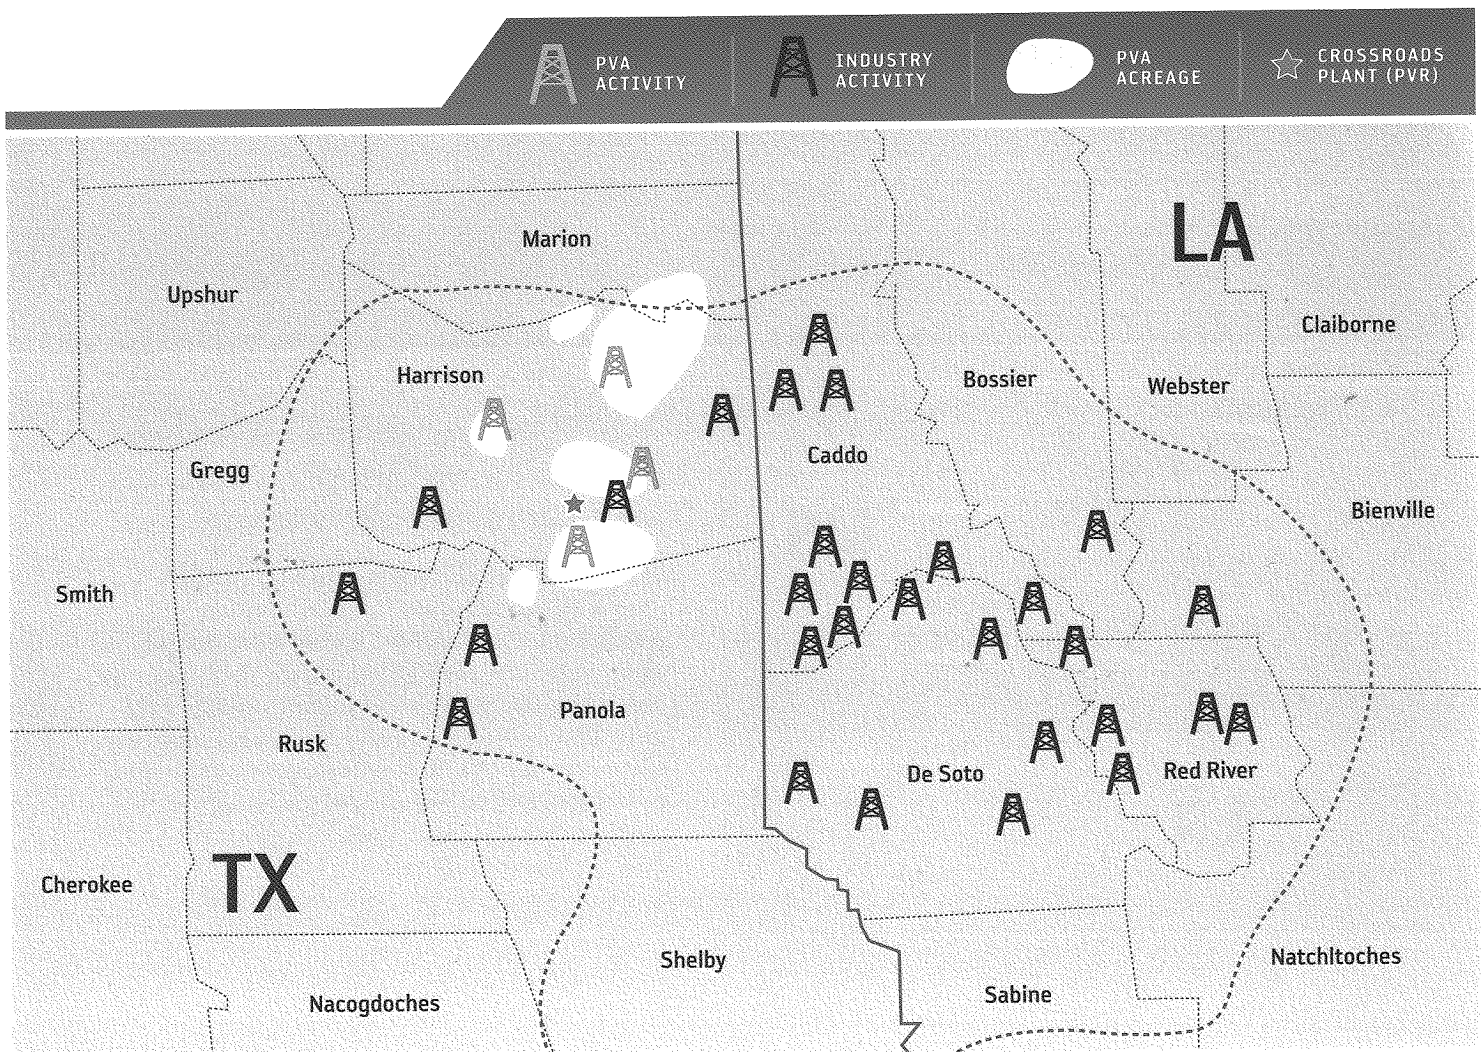 PVA
ACTIVITY
INDUSTRY
ACTIVITY
PVA
ACREAGE
CROSSROADS
PLANT (PVR)
LA
Marion
Upshur
Claiborne
Harrison
Bossier
Webster
Caddo
Gregg
Bienville
Smith
Panola
Rusk
De Soto
Red River
TX
Cherokee
Shelby
Natchltoches
Sabine
Nacogdoches